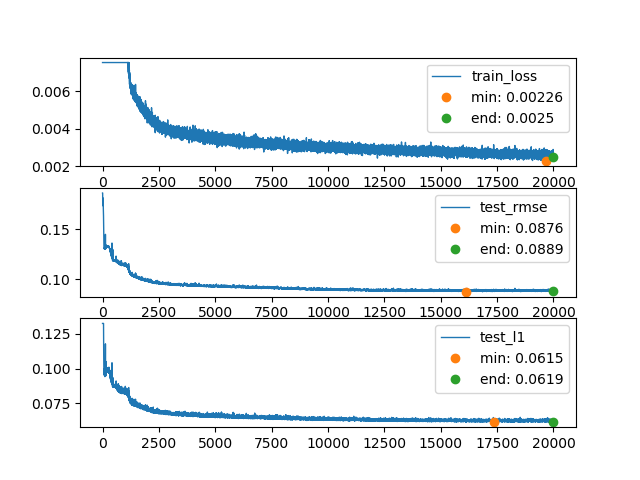 train_loss
min: 0.00226
end: 0.0025
0.006
0.004
0.002
0 2500 5000 7500 10000 12500 15000 17500 20000
test_rmse
min: 0.0876
end: 0.0889
0.15
0.10
0 2500 5000 7500 10000 12500 15000 17500 20000
test_l1
min: 0.0615
end: 0.0619
0.125
0.100
0.075
0 2500 5000 7500 10000 12500 15000 17500 20000